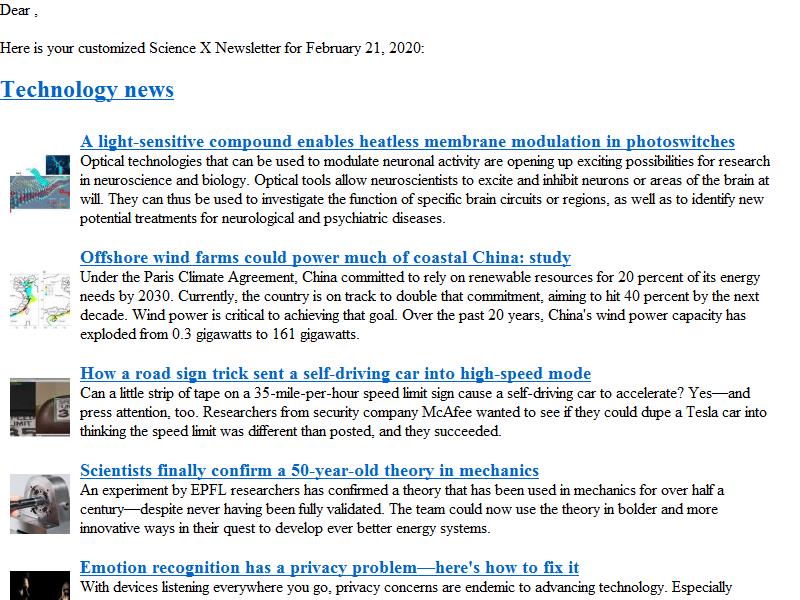 Dear ,
Here is your customized Science X Newsletter for February 21, 2020:
Technology news
A light-sensitive compound enables heatless membrane modulation in photoswitches
Optical technologies that can be used to modulate neuronal activity are opening up exciting possibilities for research
in neuroscience and biology. Optical tools allow neuroscientists to excite and inhibit neurons or areas of the brain at
will. They can thus be used to investigate the function of specific brain circuits or regions, as well as to identify new
potential treatments for neurological and psychiatric diseases.
Offshore wind farms could power much of coastal China: study
Under the Paris Climate Agreement, China committed to rely on renewable resources for 20 percent of its energy
needs by 2030. Currently, the country is on track to double that commitment, aiming to hit 40 percent by the next
decade. Wind power is critical to achieving that goal. Over the past 20 years, China's wind power capacity has
exploded from 0.3 gigawatts to 161 gigawatts.
How a road sign trick sent a self-driving car into high-speed mode
Can a little strip of tape on a 35-mile-per-hour speed limit sign cause a self-driving car to accelerate? Yes—and
press attention, too. Researchers from security company McAfee wanted to see if they could dupe a Tesla car into
thinking the speed limit was different than posted, and they succeeded.
Scientists finally confirm a 50-year-old theory in mechanics
An experiment by EPFL researchers has confirmed a theory that has been used in mechanics for over half a
century—despite never having been fully validated. The team could now use the theory in bolder and more
innovative ways in their quest to develop ever better energy systems.
Emotion recognition has a privacy problem—here's how to fix it
With devices listening everywhere you go, privacy concerns are endemic to advancing technology. Especially